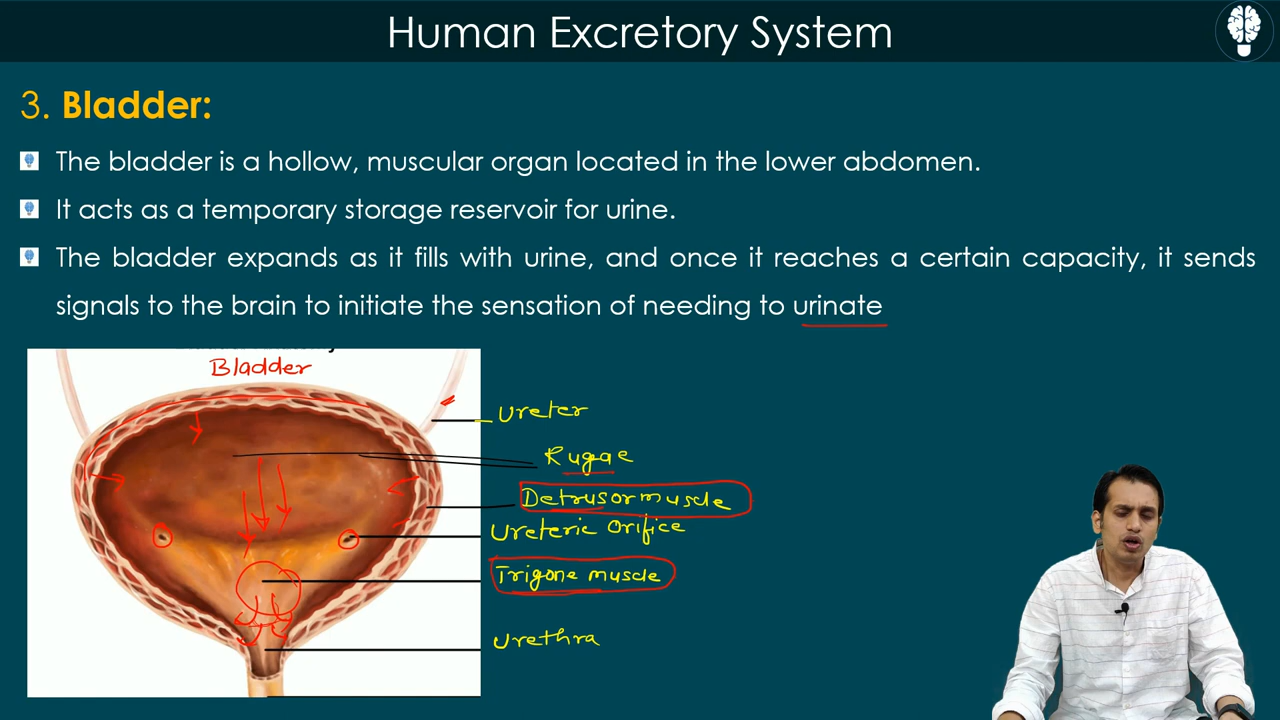 Human Excretory System
3. Bladder:
The bladder is a hollow, muscular organ located in the lower abdomen.
It acts as a temporary storage reservoir for urine.
The bladder expands as it fills with urine, and once it reaches a certain capacity, it sends
signals to the brain to initiate the sensation of needing to urinate
Bladder
Ureter
Rugae
Detrusor muscle
Ureteric Orifice
Trigone muscle
Urethra